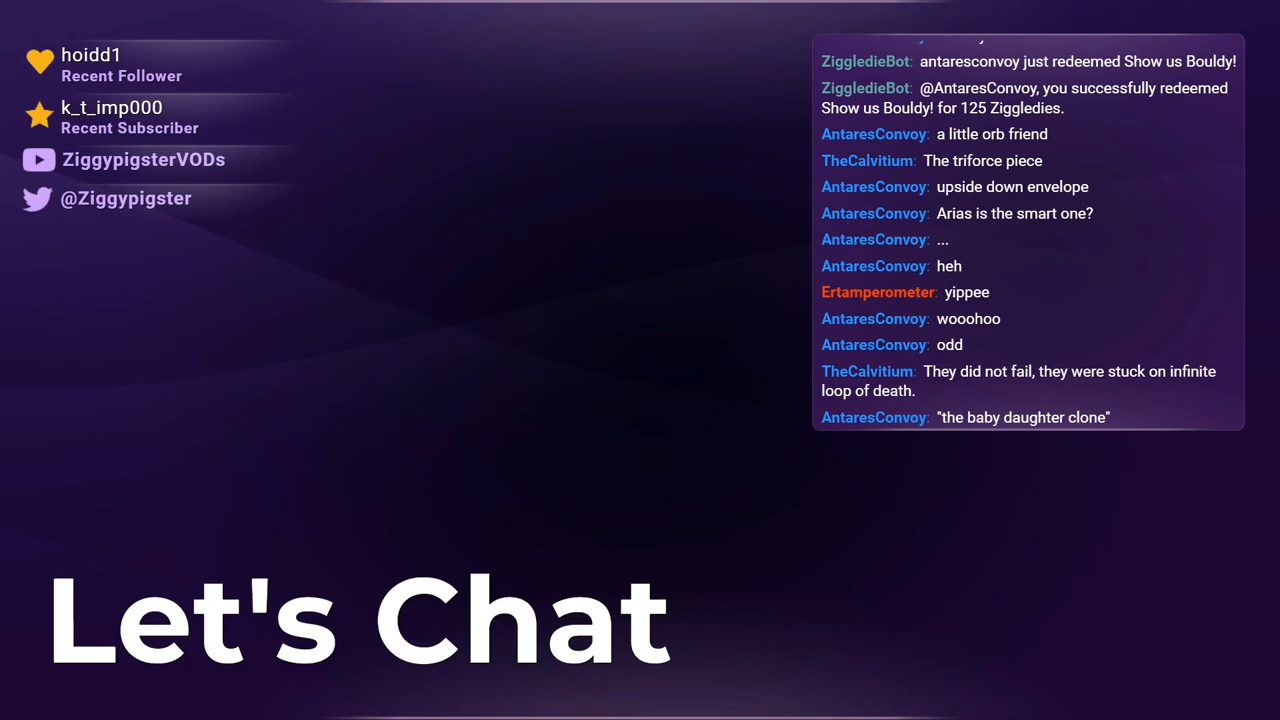 hoidd1
Recent Follower
k_t_imp000
Recent Subscriber
ZiggypigsterVODs
@Ziggypigster
ZiggledieBot: antaresconvoy just redeemed Show us Bouldy!
ZiggledieBot: @AntaresConvoy, you successfully redeemed
Show us Bouldy! for 125 Ziggledies.
AntaresConvoy: a little orb friend
TheCalvitium: The triforce piece
AntaresConvoy: upside down envelope
AntaresConvoy: Arias is the smart one?
AntaresConvoy: ...
AntaresConvoy: heh
Ertamperometer: yippee
AntaresConvoy: wooohoo
AntaresConvoy: odd
TheCalvitium: They did not fail, they were stuck on infinite
loop of death.
AntaresConvoy: "the baby daughter clone"
Let's Chat